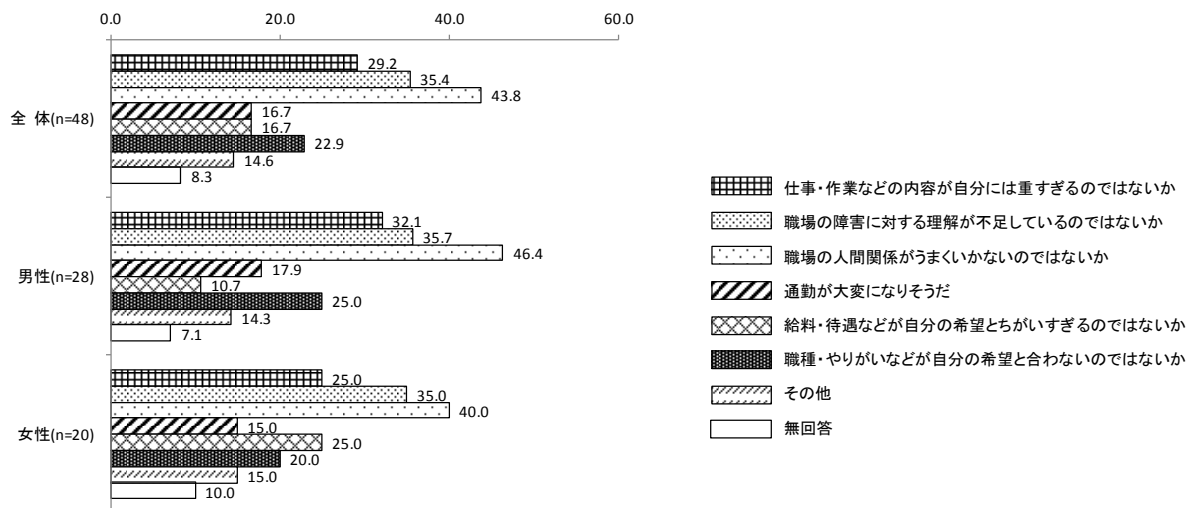 0.0 20.0 40.0 60.0
全 体(n=48)
29.2
35.4
43.8
16.7
16.7
22.9
14.6
8.3
男性(n=28)
32.1
35.7
46.4
17.9
10.7
25.0
14.3
7.1
女性(n=20)
25.0
35.0
40.0
15.0
25.0
20.0
15.0
10.0
仕事・作業などの内容が自分には重すぎるのではないか
職場の障害に対する理解が不足しているのではないか
職場の人間関係がうまくいかないのではないか
通勤が大変になりそうだ
給料・待遇などが自分の希望とちがいすぎるのではないか
職種・やりがいなどが自分の希望と合わないのではないか
その他
無回答